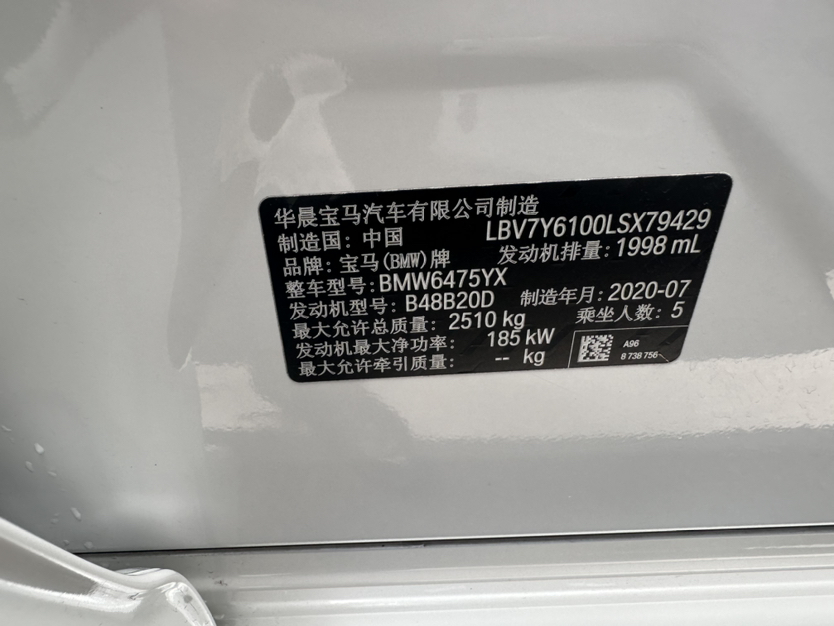 华晨宝马汽车有限公司制造
制造国：中国 LBV7Y6100LSX79429
品牌：宝马(BMW)牌 发动机排量：1998 mL
整车型号：BMW6475YX
发动机型号：B48B20D 制造年月：2020-07
最大允许总质量：2510 kg 乘坐人数：5
发动机最大净功率：185 kW
最大允许牵引质量：-- kg
A96
8 738 756